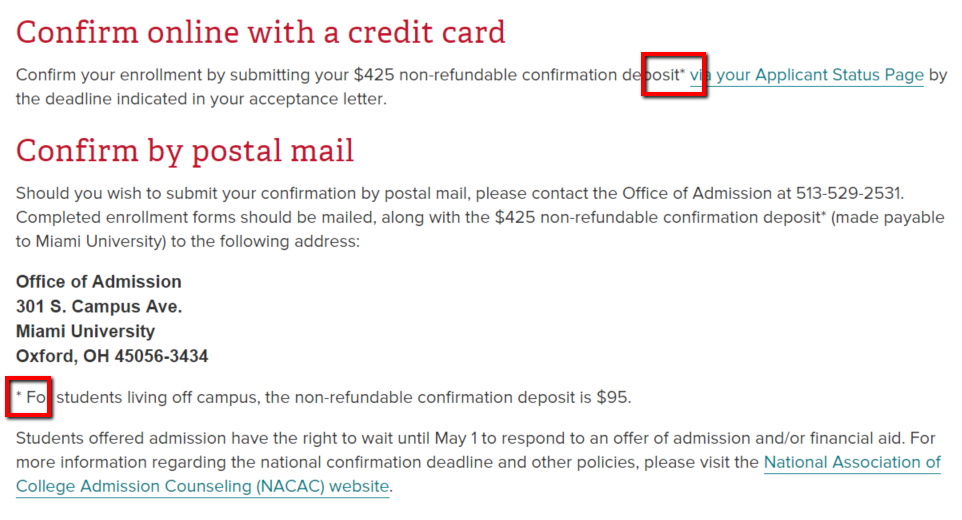 Confirm online with a credit card
Confirm your enrollment by submitting your $425 non-refundable confirmation deposit* via your Applicant Status Page by
the deadline indicated in your acceptance letter.
Confirm by postal mail
Should you wish to submit your confirmation by postal mail, please contact the Office of Admission at 513-529-2531.
Completed enrollment forms should be mailed, along with the $425 non-refundable confirmation deposit* (made payable
to Miami University) to the following address:
Office of Admission
301 S. Campus Ave.
Miami University
Oxford, OH 45056-3434
* For students living off campus, the non-refundable confirmation deposit is $95.
Students offered admission have the right to wait until May 1 to respond to an offer of admission and/or financial aid. For
more information regarding the national confirmation deadline and other policies, please visit the National Association of
College Admission Counseling (NACAC) website.